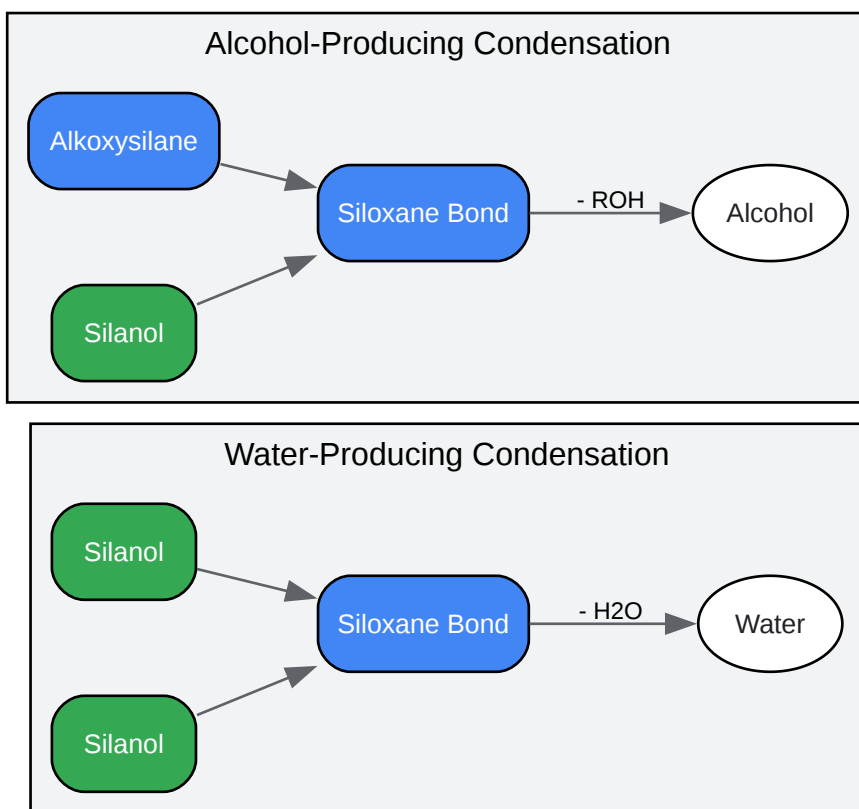 Alcohol-Producing Condensation
Alkoxysilane
Silanol
Siloxane Bond
- ROH
Alcohol
Water-Producing Condensation
Silanol
Silanol
Siloxane Bond
- H2O
Water